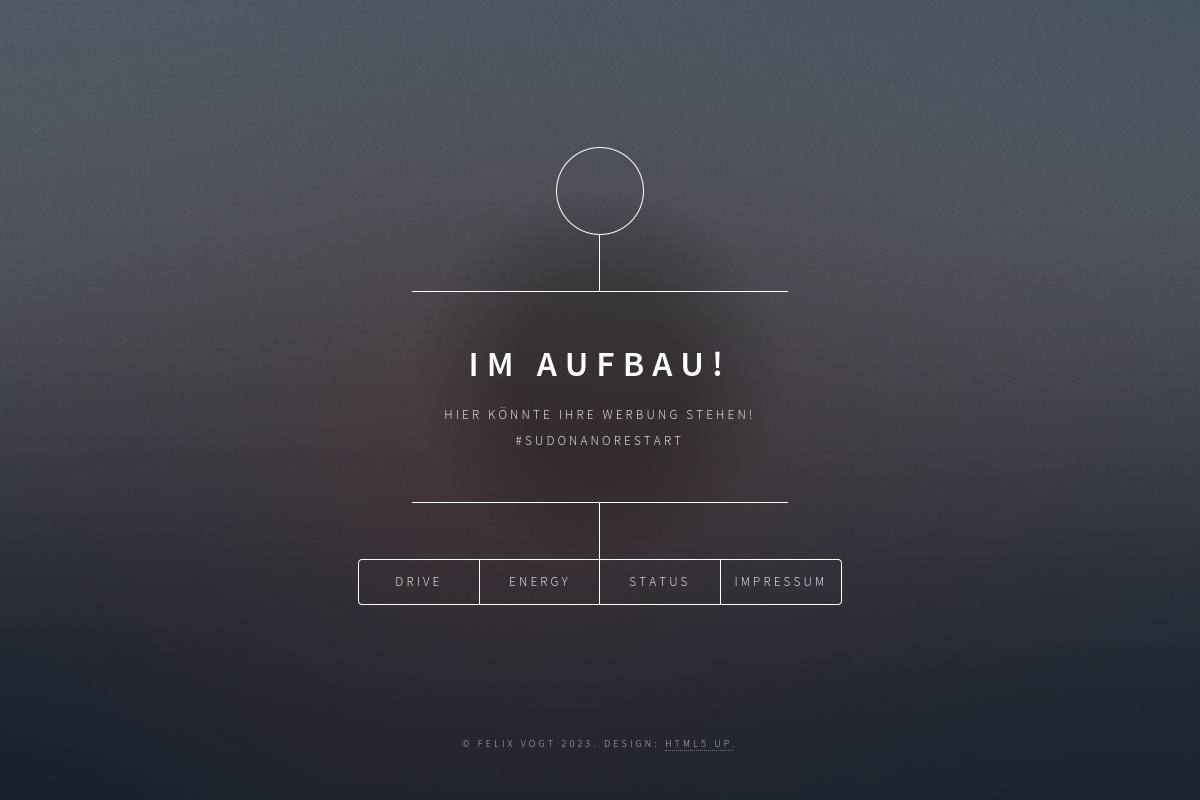 IM AUFBAU!
HIER KÖNNTE IHRE WERBUNG STEHEN!
#SUDONANORESTART
DRIVE
ENERGY
STATUS
IMPRESSUM
© FELIX VOGT 2023. DESIGN: HTML5 UP.